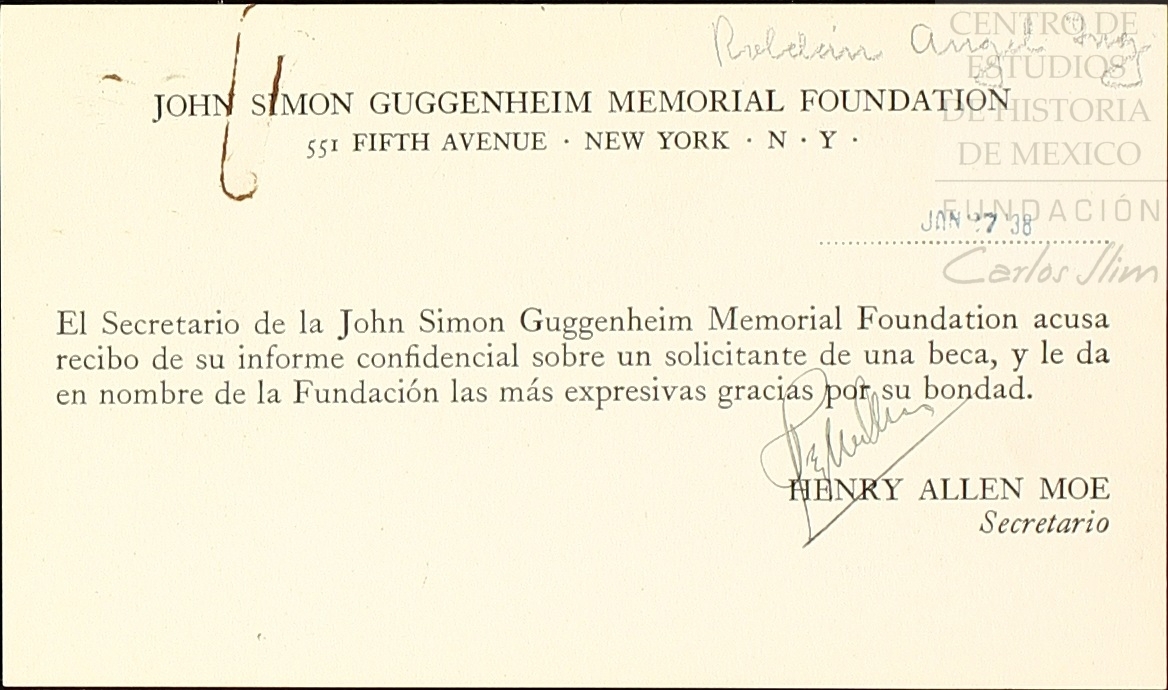 CENTRO DE
ESTUDIOS
DE HISTORIA
DE MEXICO
FUNDACIÓN
Carlos Slim
Angel
JOHN SIMON GUGGENHEIM MEMORIAL FOUNDATION
551 FIFTH AVENUE · NEW YORK · N · Y ·
JAN 27 38
El Secretario de la John Simon Guggenheim Memorial Foundation acusa
recibo de su informe confidencial sobre un solicitante de una beca, y le da
en nombre de la Fundación las más expresivas gracias por su bondad.
HENRY ALLEN MOE
Secretario